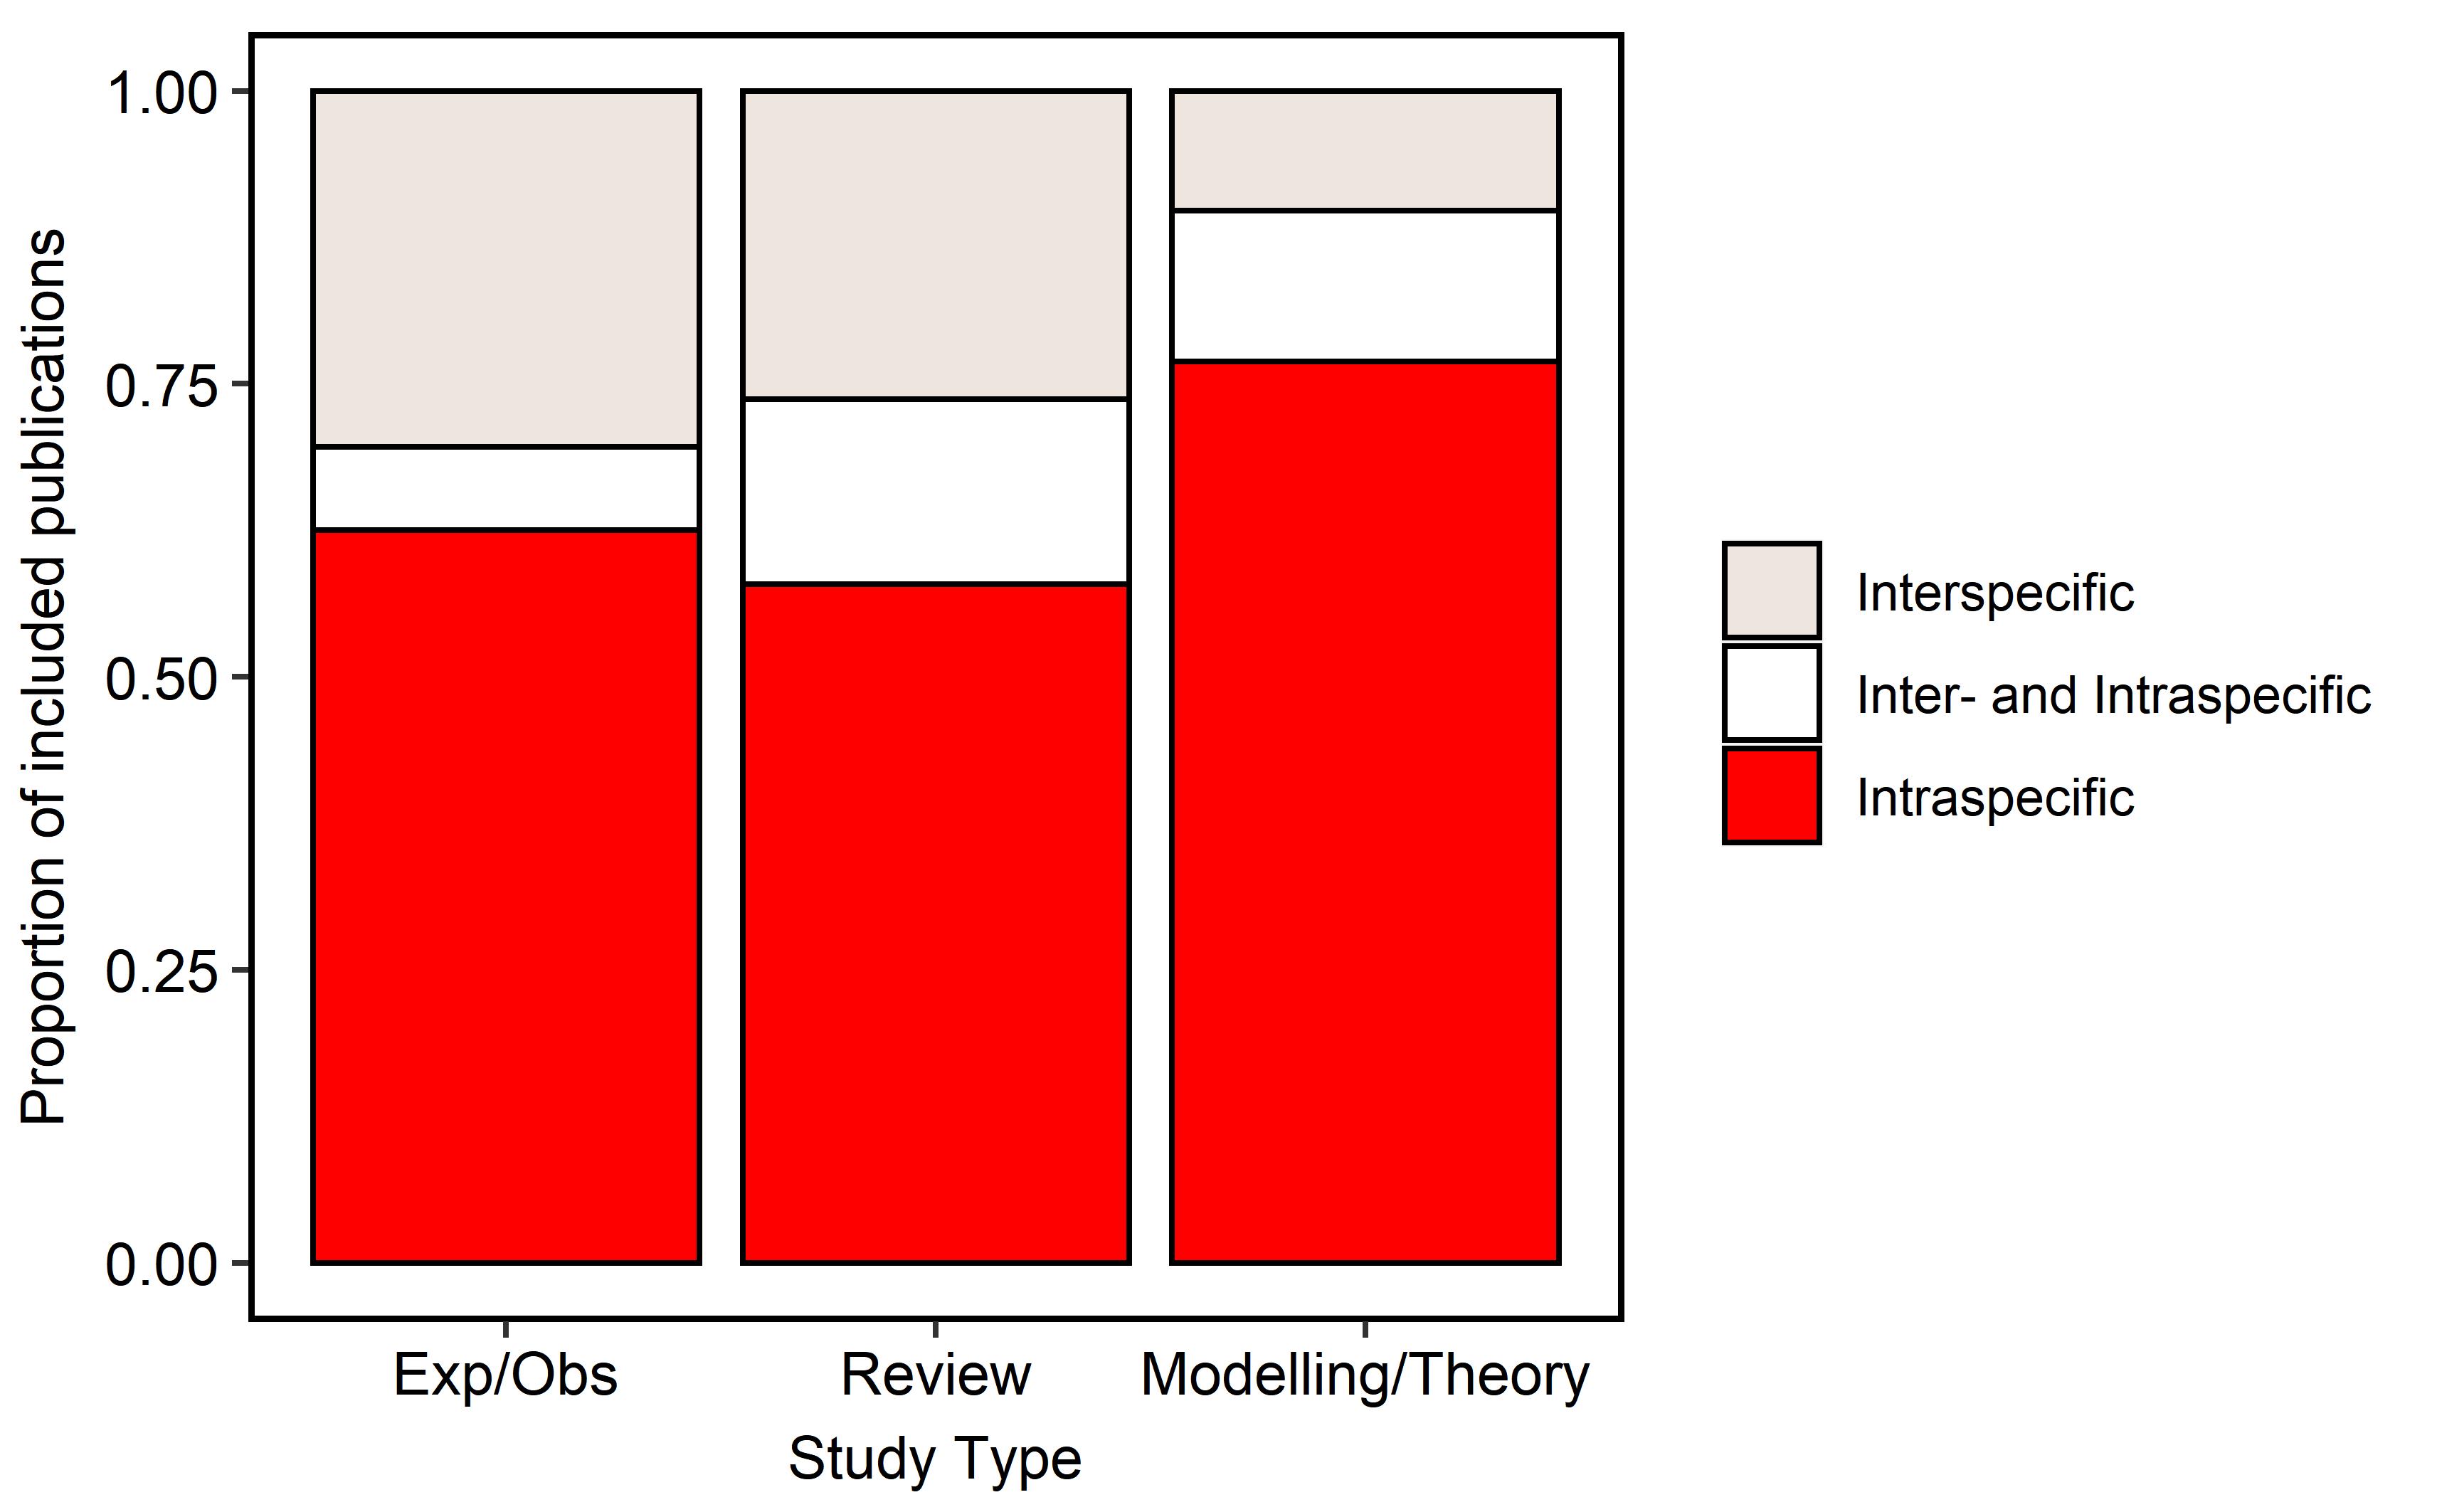 Proportion of included publications
1.00
0.75
0.50
0.25
0.00
Exp/Obs
Review
Modelling/Theory
Study Type
Interspecific
Inter- and Intraspecific
Intraspecific